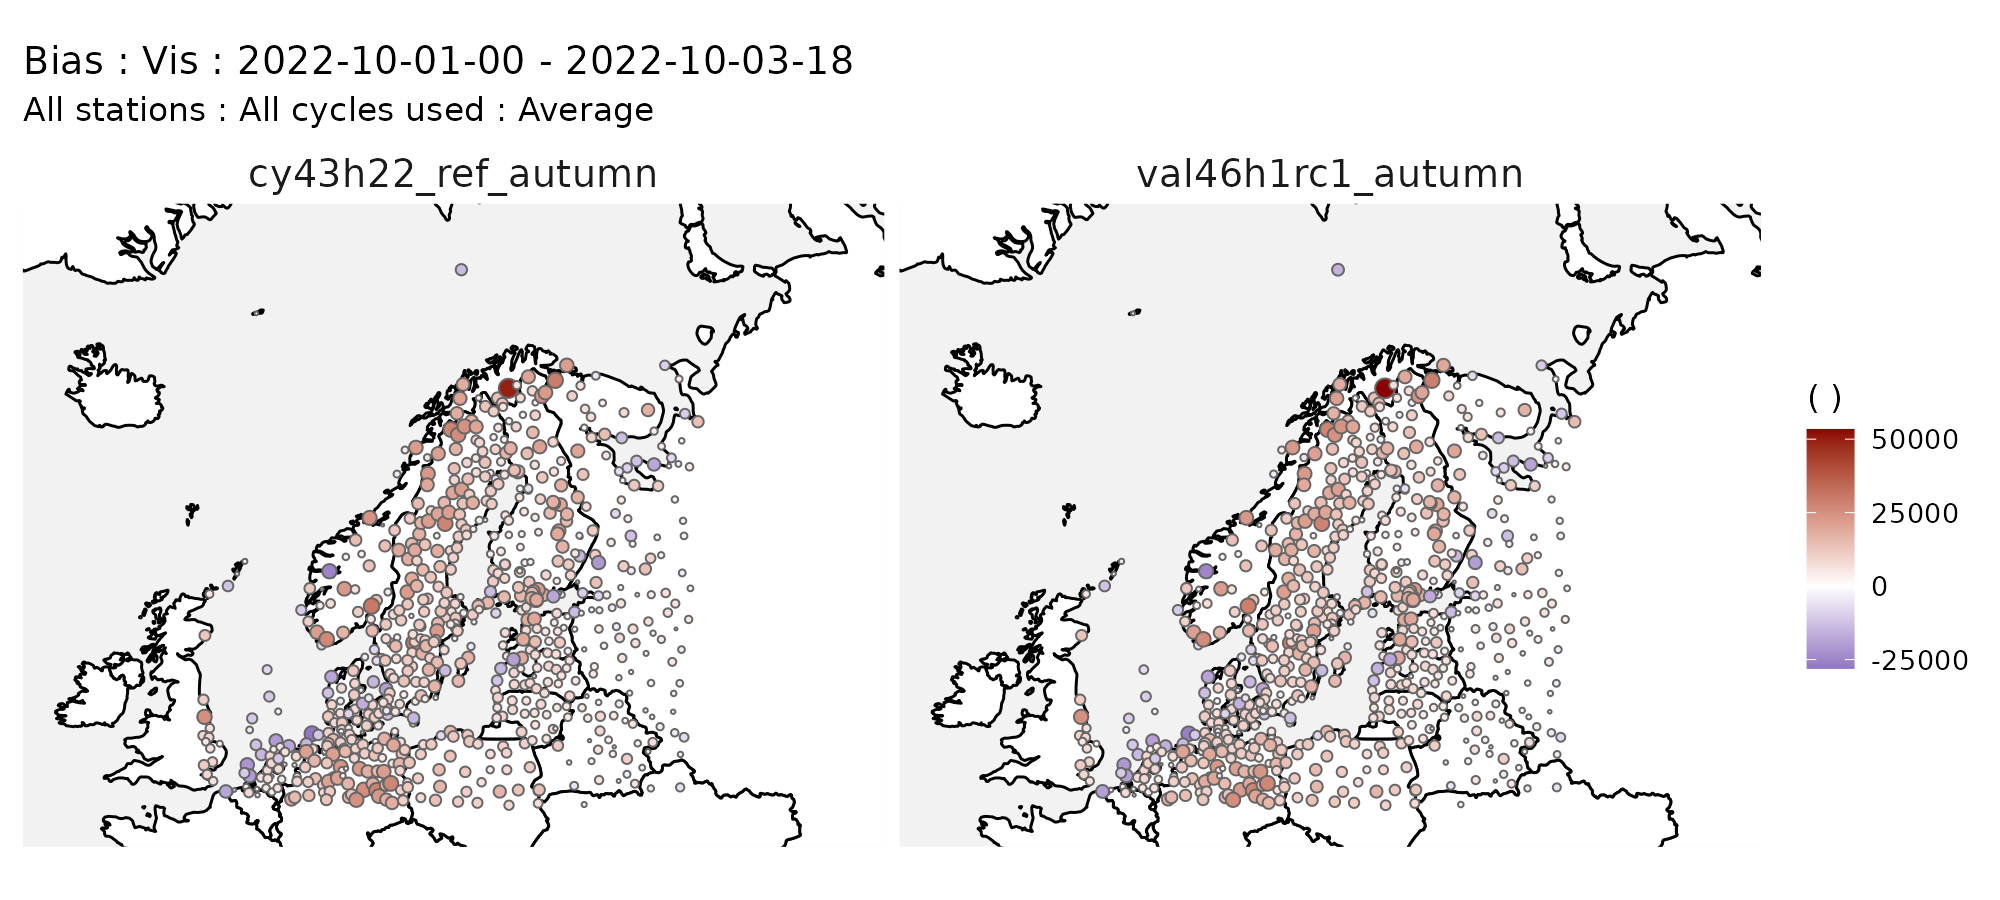 Bias : Vis : 2022-10-01-00 - 2022-10-03-18
All stations : All cycles used : Average
cy43h22_ref_autumn
val46h1rc1_autumn
( )
50000
25000
0
-25000